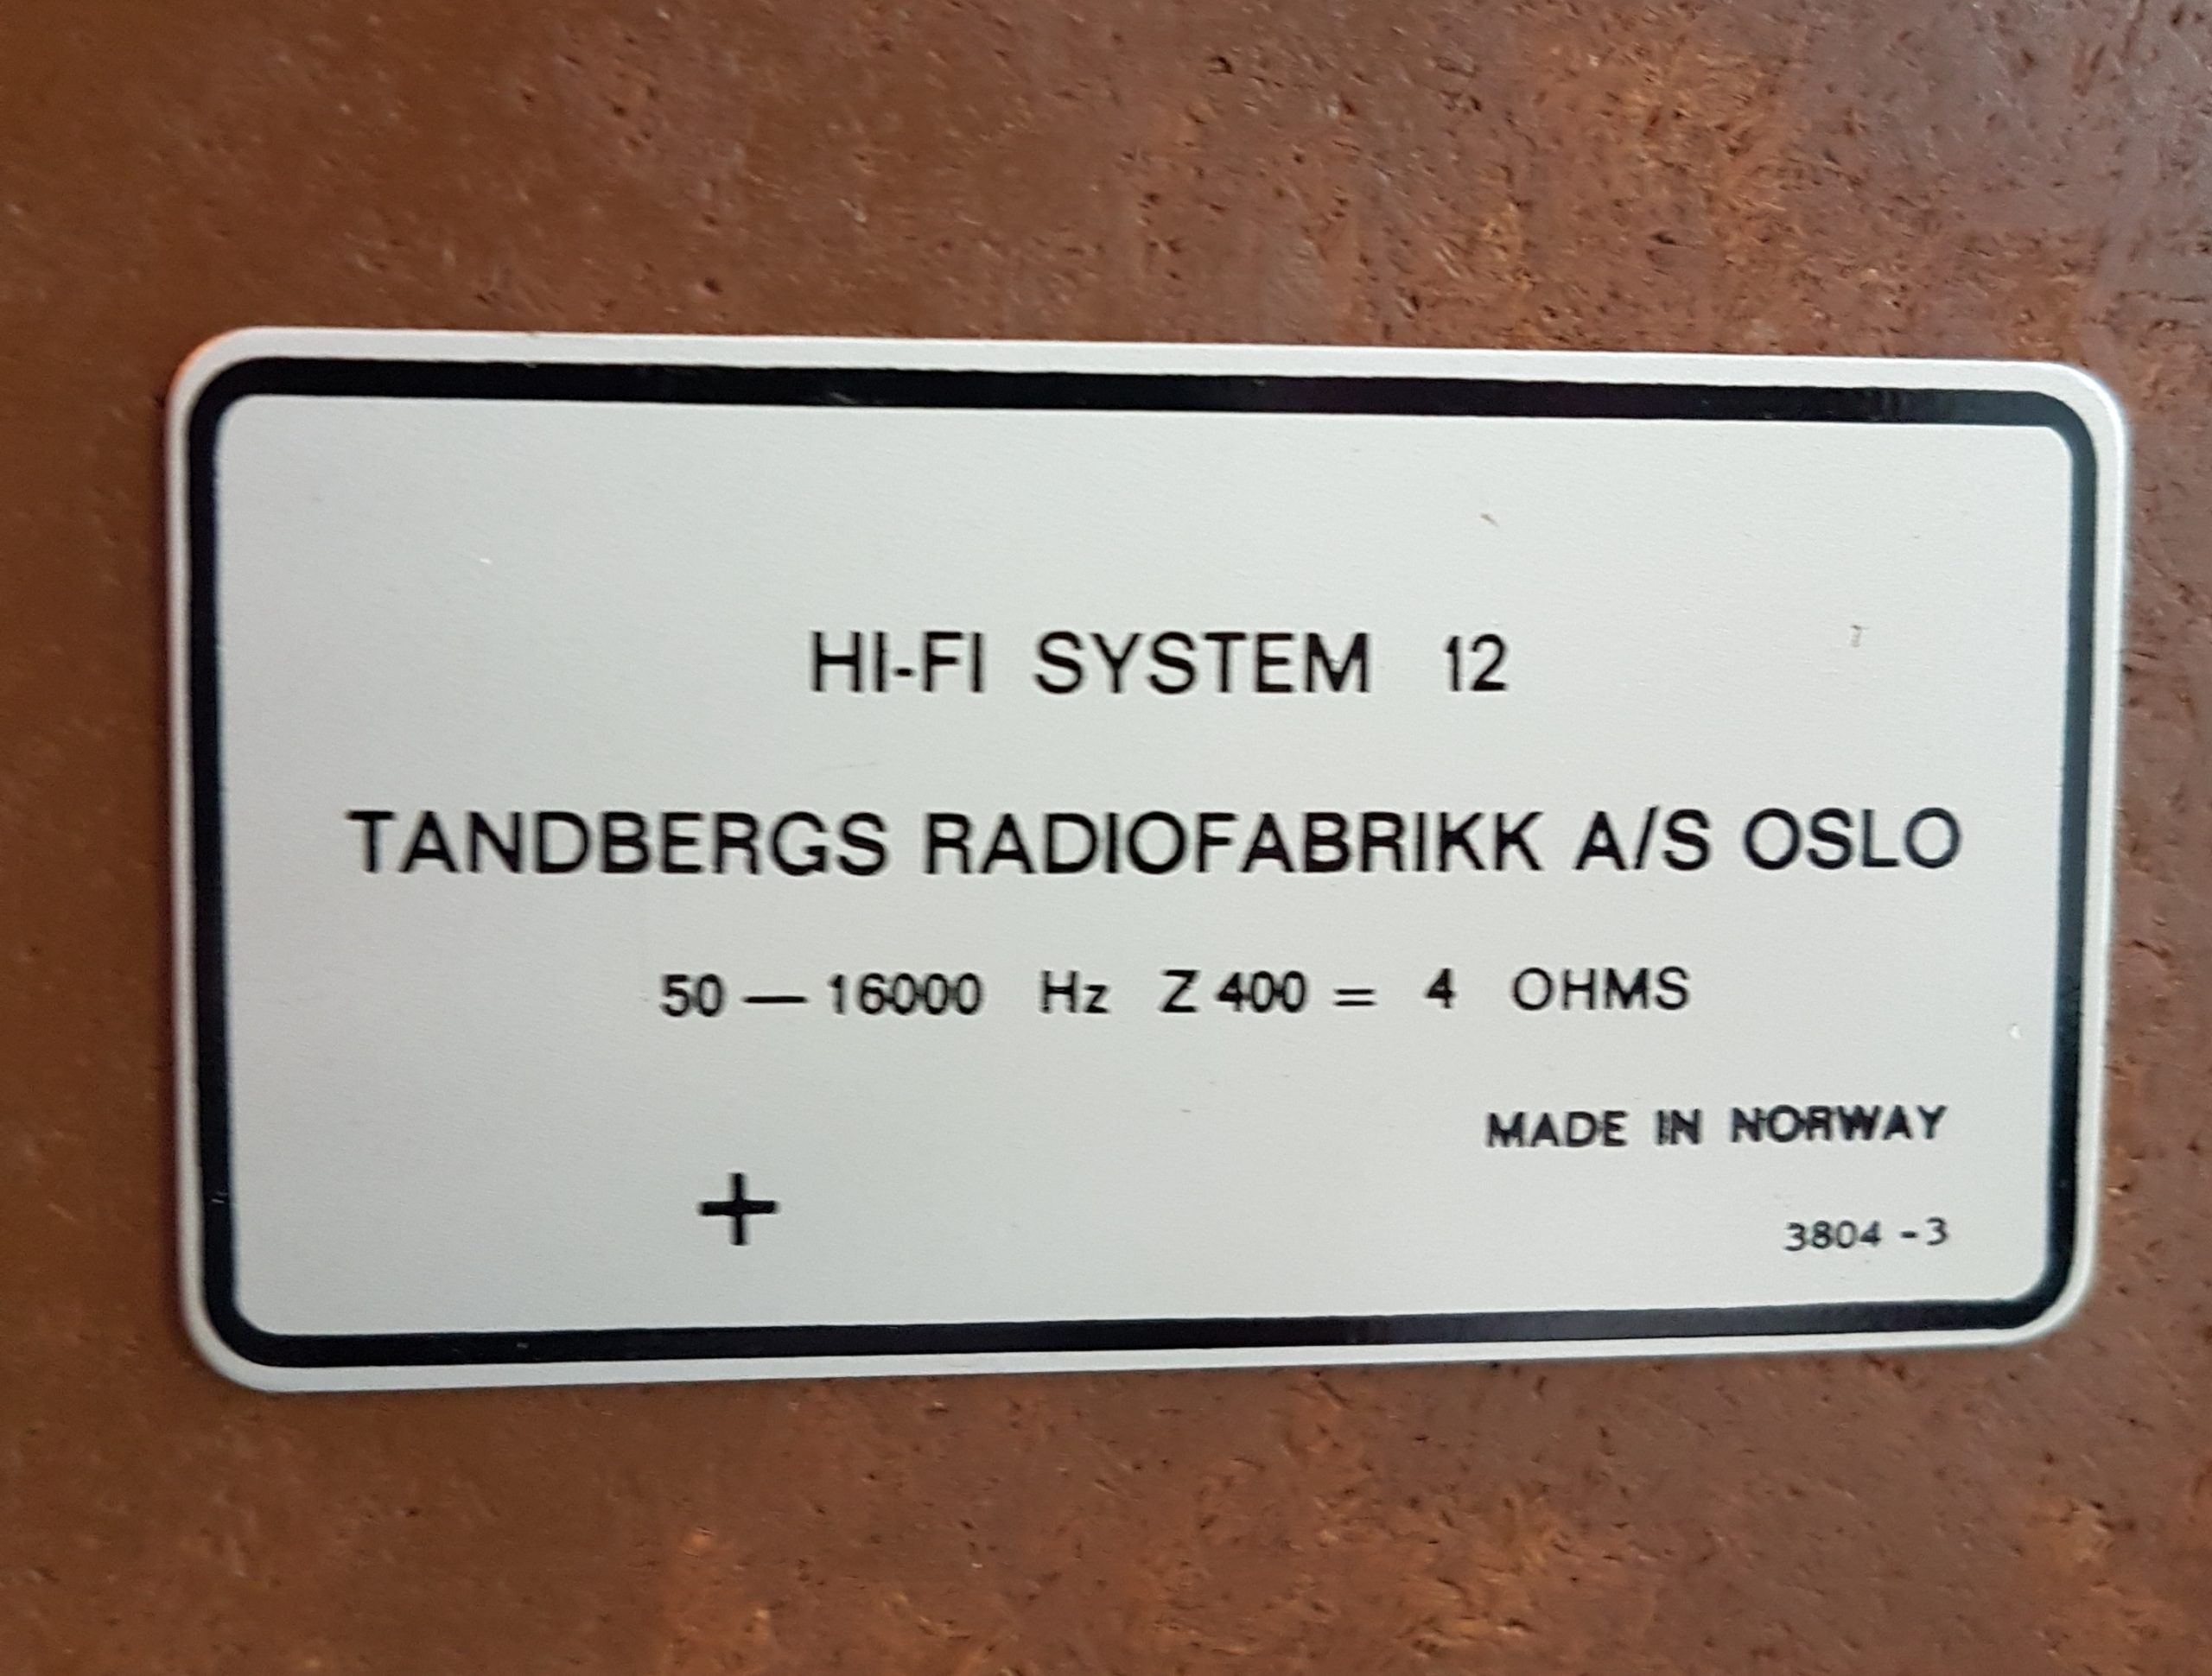 HI-FI SYSTEM 12
TANDBERGS RADIOFABRIKK A/S OSLO
50 — 16000 Hz Z 400 = 4 OHMS
MADE IN NORWAY
+
3804 - 3